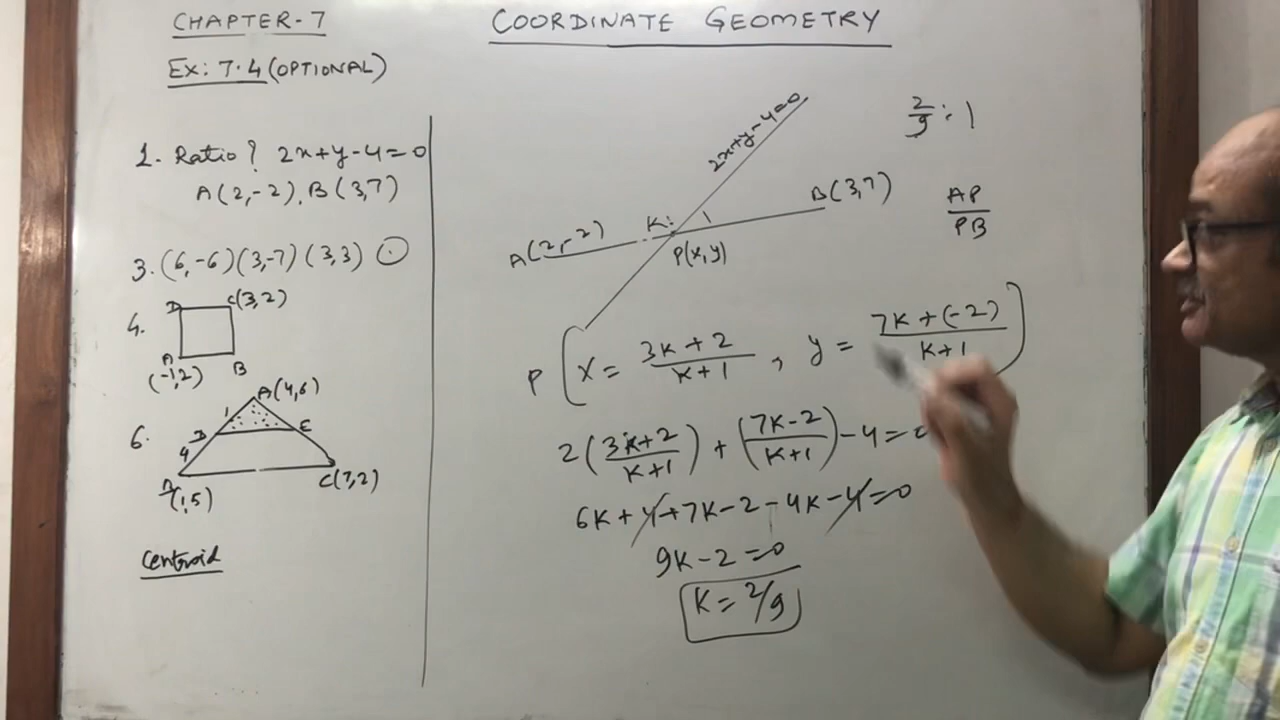 CHAPTER-7
COORDINATE GEOMETRY
Ex: 7.4 (OPTIONAL)
1. Ratio? 2x+y-4=0
A(2,-2). B(3,7)
3. (6,-6)(3,-7)(3,3)
4.
D C(3,2)
A B
(-1,2)
6.
A(4,6)
1
D E
4
(1,5) C(7,2)
Centroid
2x+y-4=0
2/9 : 1
A(2,-2) K: 1 B(3,7)
P(x,y)
AP/PB
P (x = 3K+2/K+1 , y = 7K+(-2)/K+1)
2(3K+2/K+1) + (7K-2/K+1) -4=0
6K+4+7K-2-4K-4=0
9K-2=0
K = 2/9